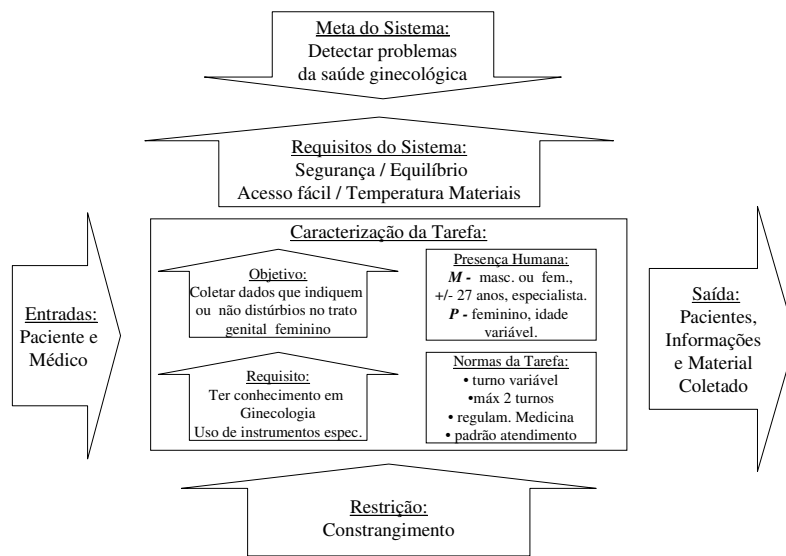 Meta do Sistema:
Detectar problemas
da saúde ginecológica
Requisitos do Sistema:
Segurança / Equilíbrio
Acesso fácil / Temperatura Materiais
Entradas:
Paciente e
Médico
Caracterização da Tarefa:
Objetivo:
Coletar dados que indiquem
ou não distúrbios no trato
genital feminino
Presença Humana:
M - masc. ou fem.,
+/- 27 anos, especialista.
P - feminino, idade
variável.
Requisito:
Ter conhecimento em
Ginecologia
Uso de instrumentos espec.
Normas da Tarefa:
• turno variável
•máx 2 turnos
• regulam. Medicina
• padrão atendimento
Saída:
Pacientes,
Informações
e Material
Coletado
Restrição:
Constrangimento